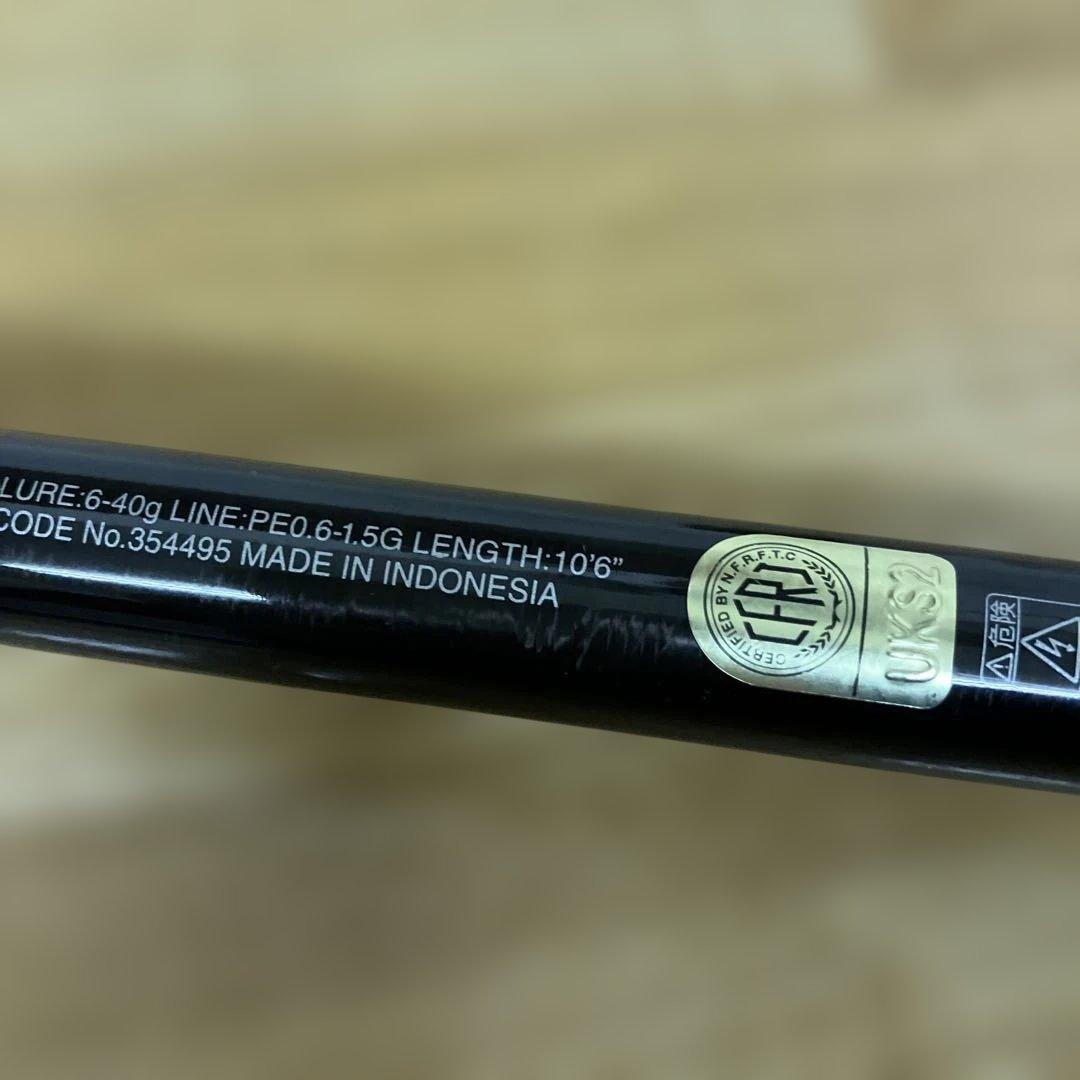 LURE:6-40g LINE:PE0.6-1.5G LENGTH:10'6"
CODE No.354495 MADE IN INDONESIA
CERTIFIED BY N.F.R.F.T.C
CFRJ
UKS2
危険